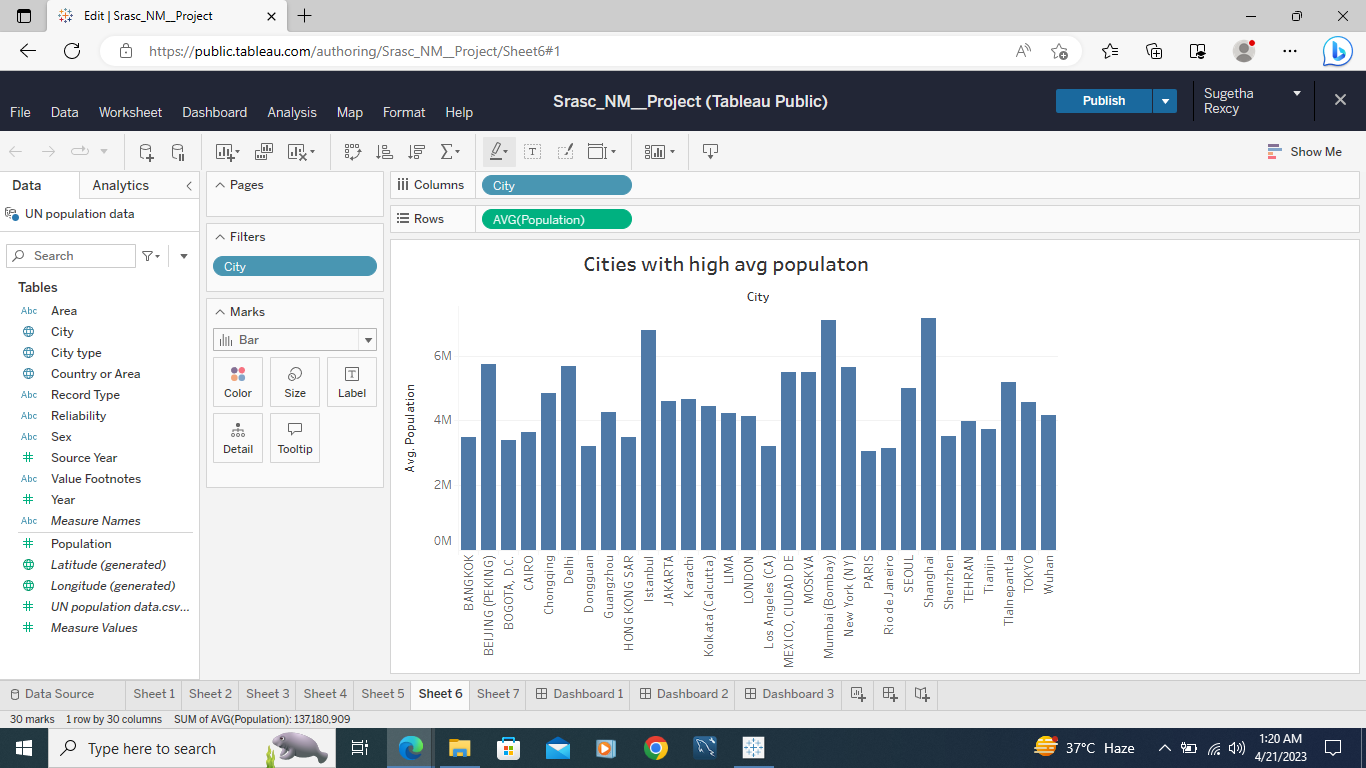 Edit | Srasc_NM__Project
https://public.tableau.com/authoring/Srasc_NM__Project/Sheet6#1
File Data Worksheet Dashboard Analysis Map Format Help
Srasc_NM__Project (Tableau Public)
Publish
Sugetha
Rexcy
Show Me
Data Analytics
UN population data
Search
Tables
Abc Area
City
City type
Country or Area
Abc Record Type
Abc Reliability
Abc Sex
Source Year
Abc Value Footnotes
Year
Abc Measure Names
Population
Latitude (generated)
Longitude (generated)
UN population data.csv...
Measure Values
Pages
Filters
City
Marks
Bar
Color Size Label
Detail Tooltip
Columns City
Rows AVG(Population)
Cities with high avg populaton
City
Avg. Population
6M
4M
2M
0M
BANGKOK
BEIJING (PEKING)
BOGOTA, D.C.
CAIRO
Chongqing
Delhi
Dongguan
Guangzhou
HONG KONG SAR
Istanbul
JAKARTA
Karachi
Kolkata (Calcutta)
LIMA
LONDON
Los Angeles (CA)
MEXICO, CIUDAD DE
MOSKVA
Mumbai (Bombay)
New York (NY)
PARIS
Rio de Janeiro
SEOUL
Shanghai
Shenzhen
TEHRAN
Tianjin
Tlalnepantla
TOKYO
Wuhan
Data Source Sheet 1 Sheet 2 Sheet 3 Sheet 4 Sheet 5 Sheet 6 Sheet 7 Dashboard 1 Dashboard 2 Dashboard 3
30 marks 1 row by 30 columns SUM of AVG(Population): 137,180,909
Type here to search
37°C Haze
1:20 AM
4/21/2023